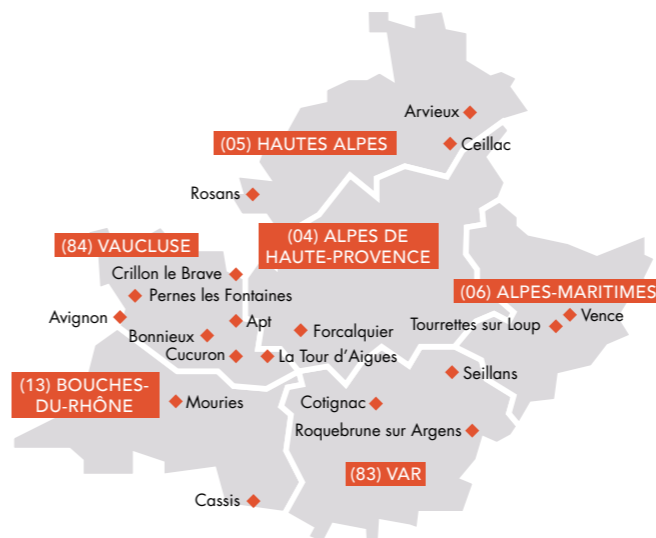 Arvieux
(05) HAUTES ALPES
Ceillac
Rosans
(84) VAUCLUSE
(04) ALPES DE
HAUTE-PROVENCE
Crillon le Brave
Pernes les Fontaines
(06) ALPES-MARITIMES
Avignon
Apt
Vence
Bonnieux
Forcalquier
Tourrettes sur Loup
Cucuron
La Tour d'Aigues
(13) BOUCHES-
DU-RHÔNE
Seillans
Mouries
Cotignac
Roquebrune sur Argens
(83) VAR
Cassis